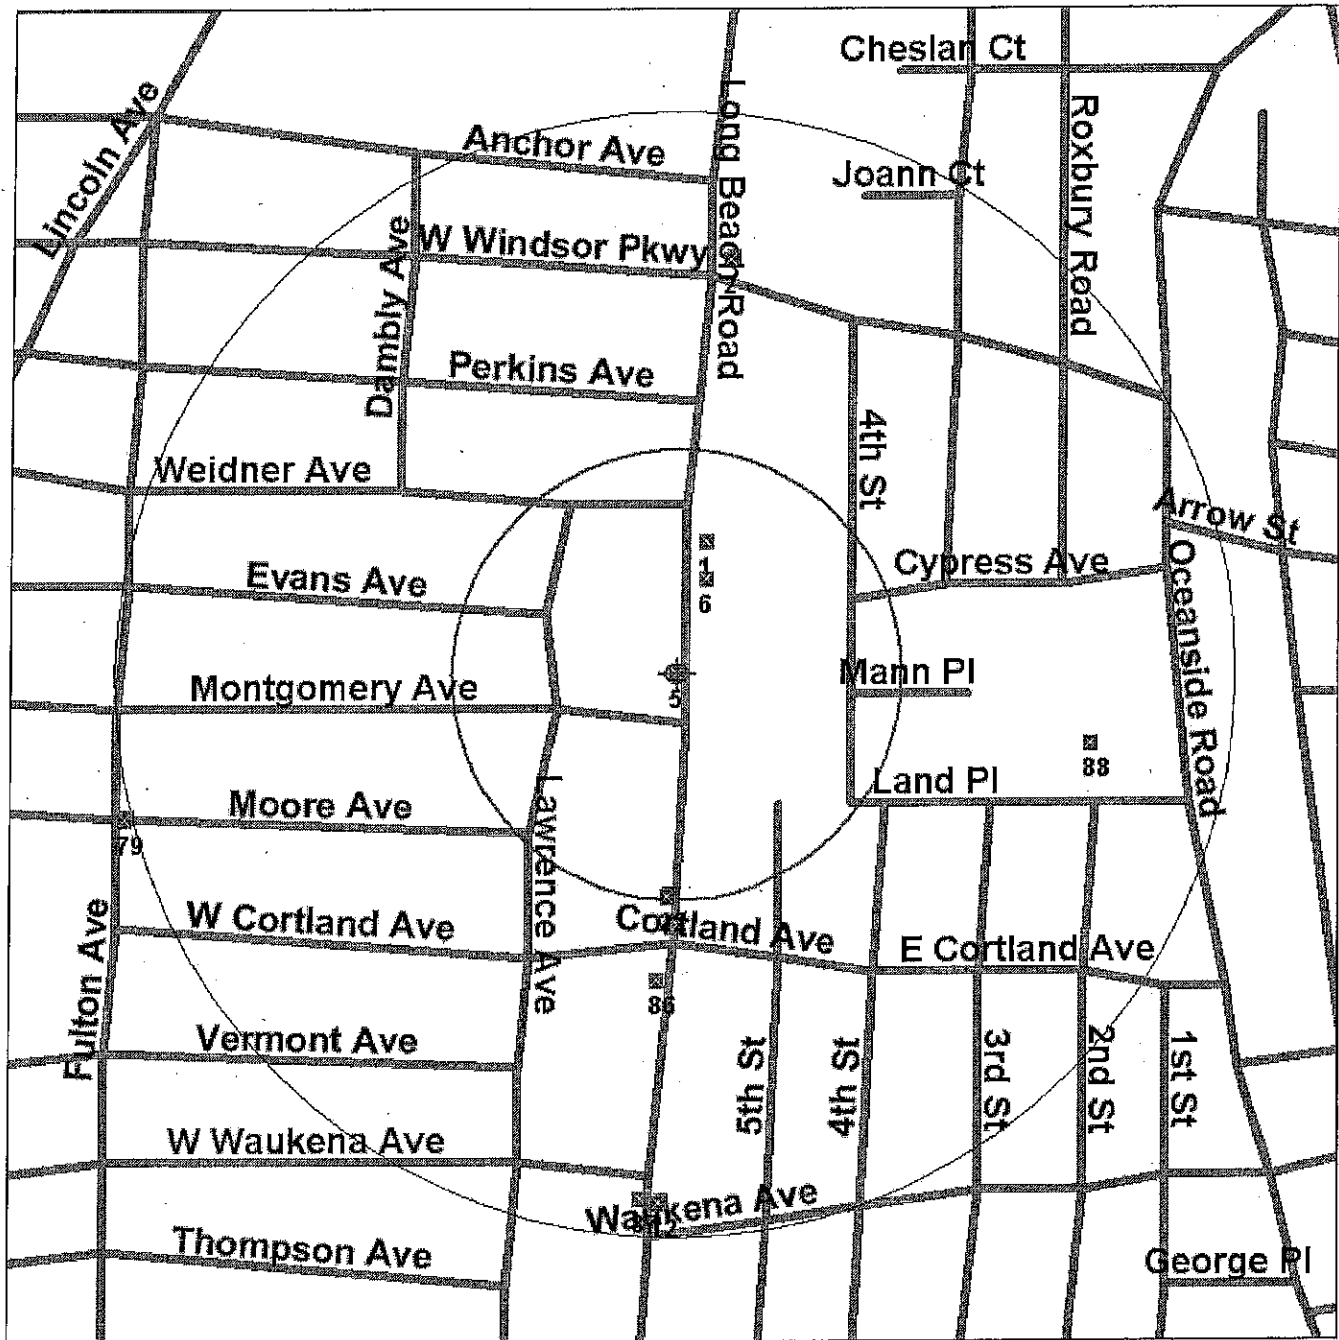 Cheslan Ct
Lincoln Ave
Long Beach Road
Roxbury Road
Anchor Ave
Joann Ct
Dambly Ave
W Windsor Pkwy
Perkins Ave
4th St
Weidner Ave
Arrow St
1
Evans Ave
Cypress Ave
6
Oceanside Road
Mann Pl
Montgomery Ave
5
88
Land Pl
Moore Ave
79
Lawrence Ave
W Cortland Ave
Cortland Ave
E Cortland Ave
Fulton Ave
86
Vermont Ave
5th St
4th St
3rd St
2nd St
1st St
W Waukena Ave
Waukena Ave
Thompson Ave
George Pl